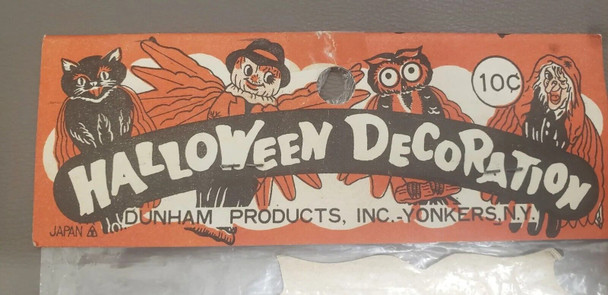 10¢
HALLOWEEN DECORATION
DUNHAM PRODUCTS, INC.-YONKERS, N.Y.
JAPAN